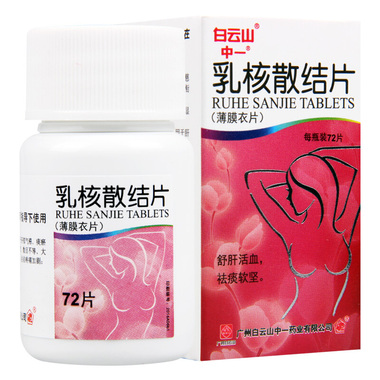 白云山®
中一®
乳核散结片
RUHE SANJIE TABLETS
(薄膜衣片)
每瓶装72片
舒肝活血,
祛痰软坚。
广州白云山中一药业有限公司
乳核散结片
RUHE SANJIE TABLETS
(薄膜衣片)
72片